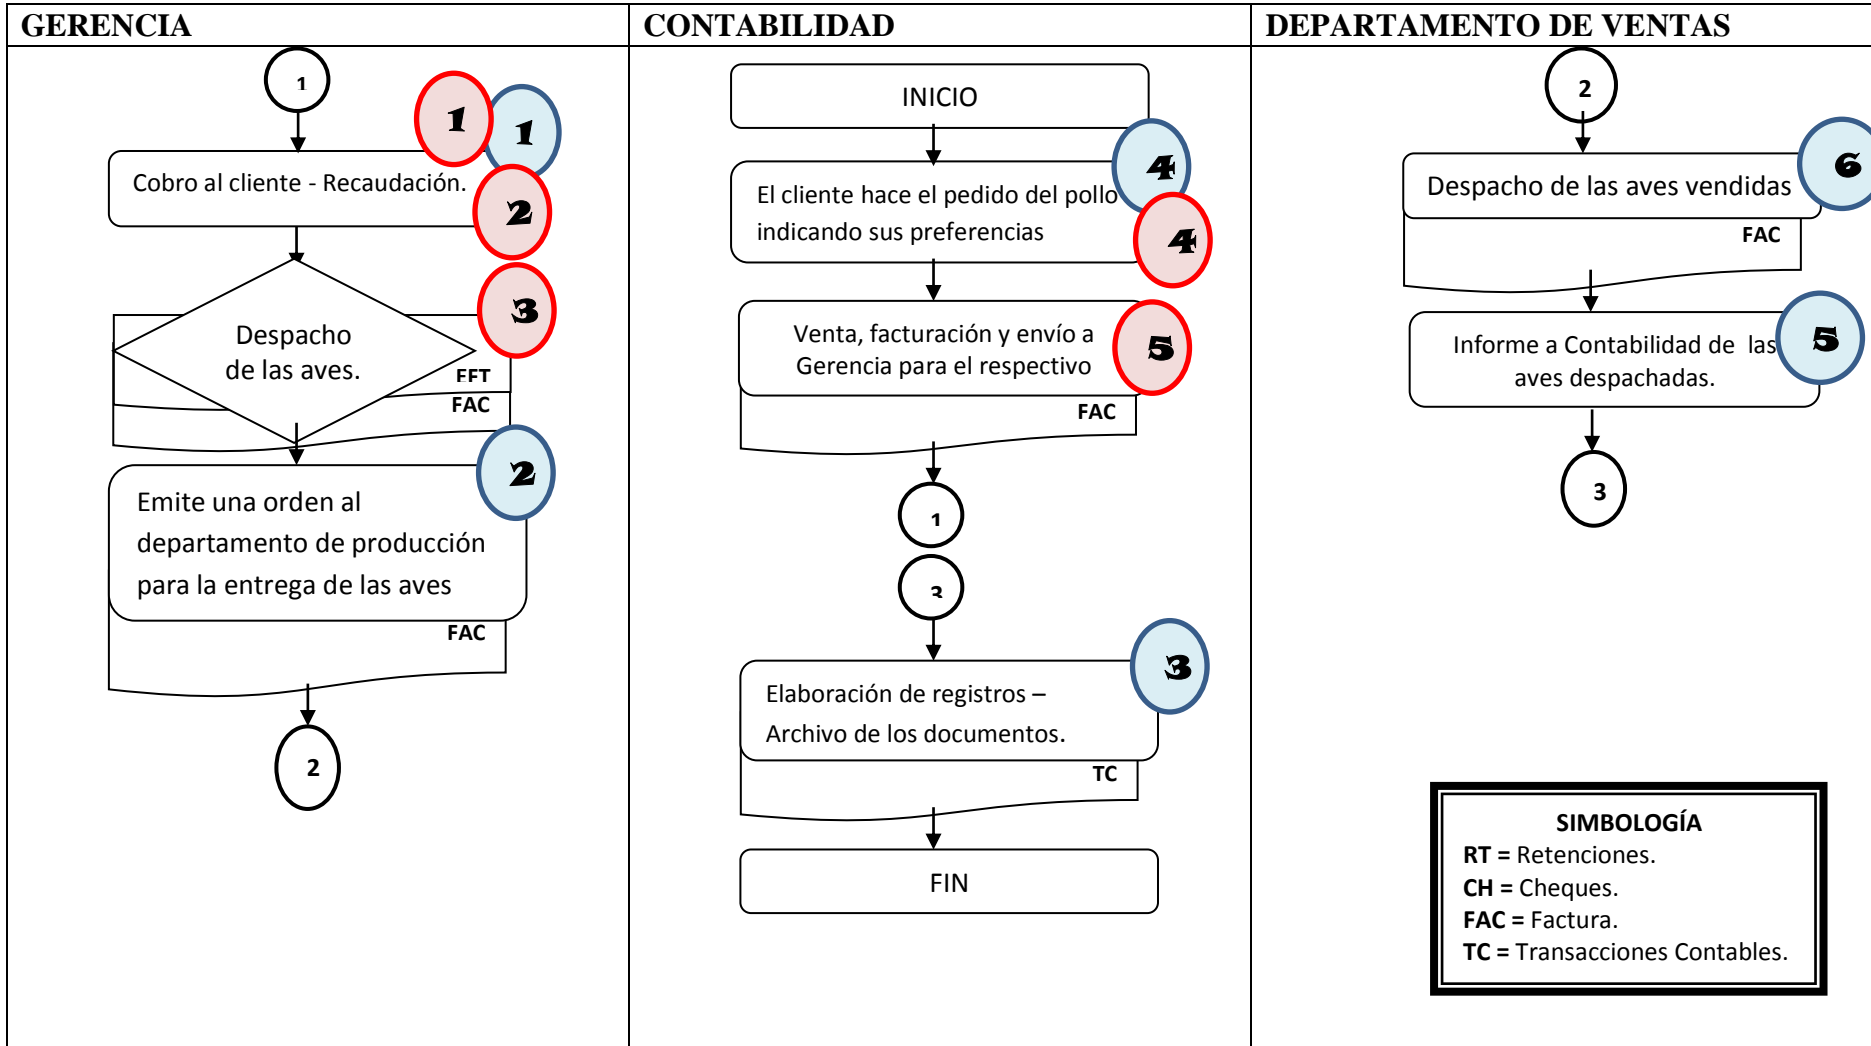 GERENCIA
1
1
1
Cobro al cliente - Recaudación.
2
3
Despacho
de las aves.
EFT
FAC
2
Emite una orden al
departamento de producción
para la entrega de las aves
FAC
2
CONTABILIDAD
INICIO
4
El cliente hace el pedido del pollo
indicando sus preferencias
4
Venta, facturación y envío a
Gerencia para el respectivo
5
FAC
1
3
3
Elaboración de registros –
Archivo de los documentos.
TC
FIN
DEPARTAMENTO DE VENTAS
2
6
Despacho de las aves vendidas
FAC
Informe a Contabilidad de las
aves despachadas.
5
3
SIMBOLOGÍA
RT = Retenciones.
CH = Cheques.
FAC = Factura.
TC = Transacciones Contables.